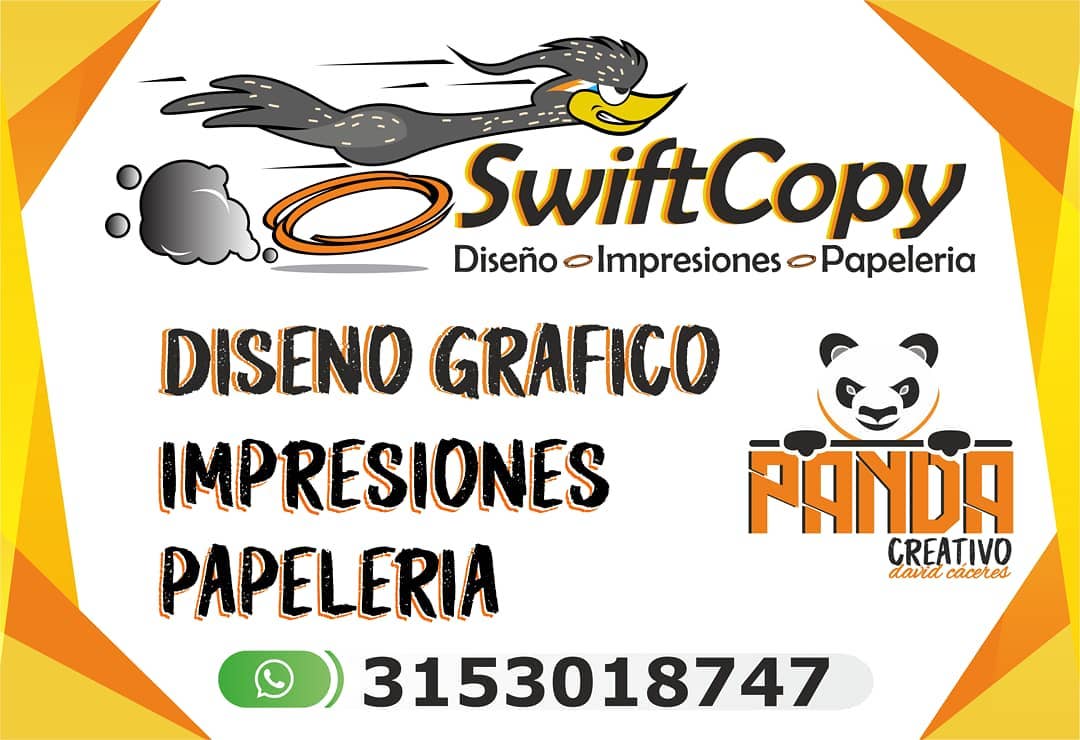 SwiftCopy
Diseño Impresiones Papeleria
DISENO GRAFICO
IMPRESIONES
PAPELERIA
PANDA
CREATIVO
david cáceres
3153018747